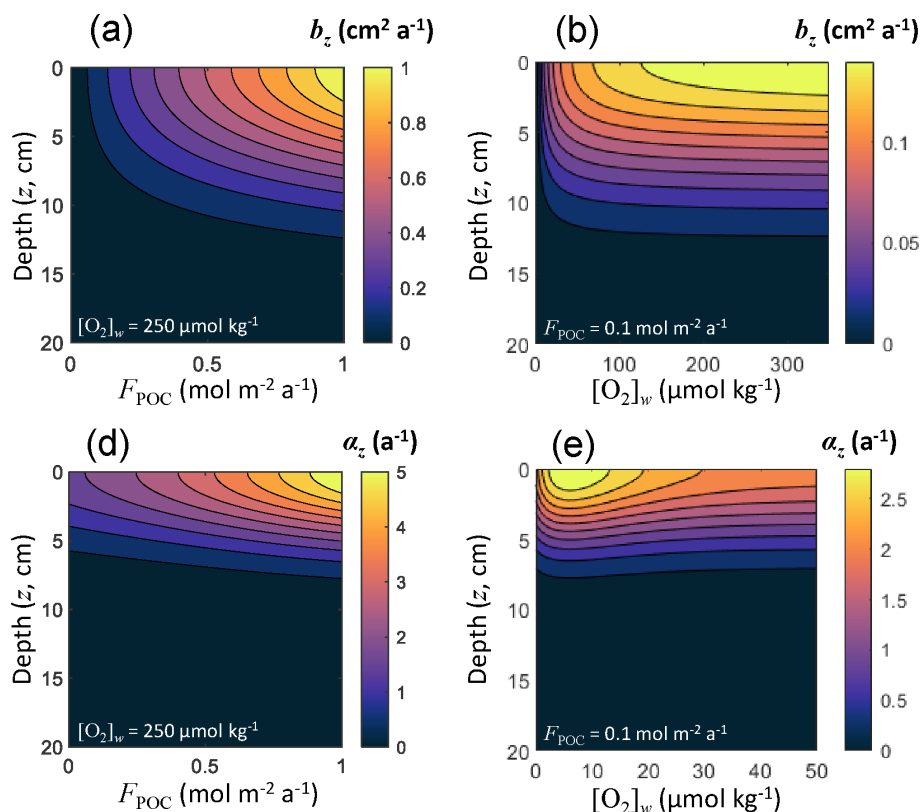 (a) b_z (cm² a⁻¹)
(b) b_z (cm² a⁻¹)
0
5
10
15
20
Depth (z, cm)
[O₂]_w = 250 µmol kg⁻¹
0 0.5 1
F_POC (mol m⁻² a⁻¹)
1
0.8
0.6
0.4
0.2
0
0
5
10
15
20
Depth (z, cm)
F_POC = 0.1 mol m⁻² a⁻¹
0 100 200 300
[O₂]_w (µmol kg⁻¹)
0.1
0.05
0
(d) α_z (a⁻¹)
(e) α_z (a⁻¹)
0
5
10
15
20
Depth (z, cm)
[O₂]_w = 250 µmol kg⁻¹
0 0.5 1
F_POC (mol m⁻² a⁻¹)
5
4
3
2
1
0
0
5
10
15
20
Depth (z, cm)
F_POC = 0.1 mol m⁻² a⁻¹
0 10 20 30 40 50
[O₂]_w (µmol kg⁻¹)
2.5
2
1.5
1
0.5
0